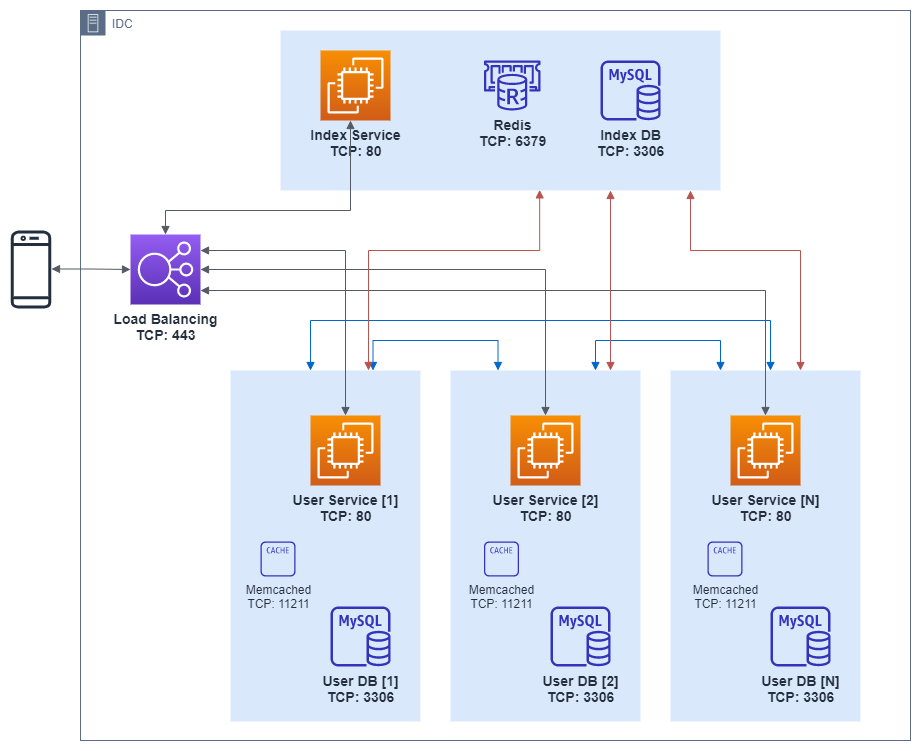 IDC
Index Service
TCP: 80
R
Redis
TCP: 6379
MySQL
Index DB
TCP: 3306
Load Balancing
TCP: 443
User Service [1]
TCP: 80
CACHE
Memcached
TCP: 11211
MySQL
User DB [1]
TCP: 3306
User Service [2]
TCP: 80
CACHE
Memcached
TCP: 11211
MySQL
User DB [2]
TCP: 3306
User Service [N]
TCP: 80
CACHE
Memcached
TCP: 11211
MySQL
User DB [N]
TCP: 3306